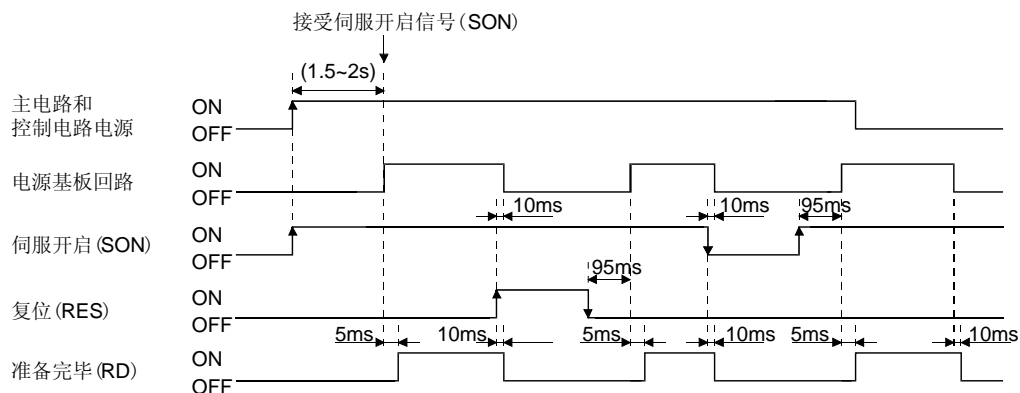 接受伺服开启信号(SON)
(1.5~2s)
主电路和
控制电路电源
ON
OFF
电源基板回路
ON
OFF
10ms
10ms
95ms
伺服开启(SON)
ON
OFF
95ms
复位(RES)
ON
OFF
5ms
10ms
5ms
10ms
5ms
10ms
准备完毕(RD)
ON
OFF